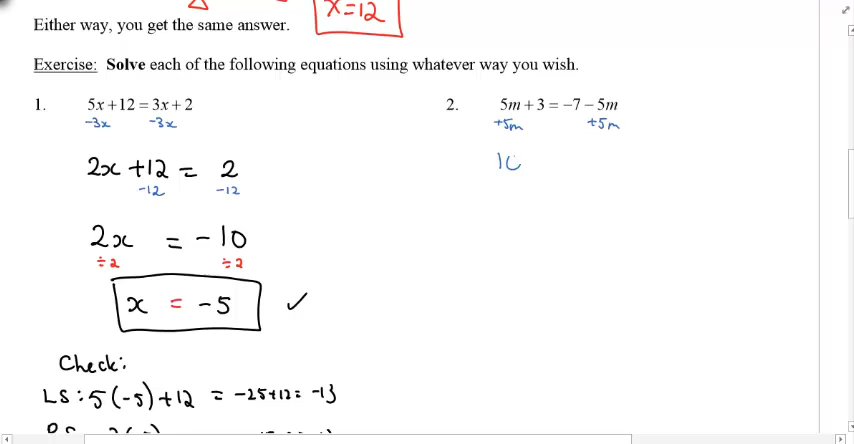 x=12
Either way, you get the same answer.
Exercise: Solve each of the following equations using whatever way you wish.
1. 5x+12=3x+2
-3x -3x
2x +12 = 2
-12 -12
2x = -10
÷2 ÷2
x = -5 ✓
Check:
LS: 5(-5)+12 = -25+12= -13
2. 5m+3=-7-5m
+5m +5m